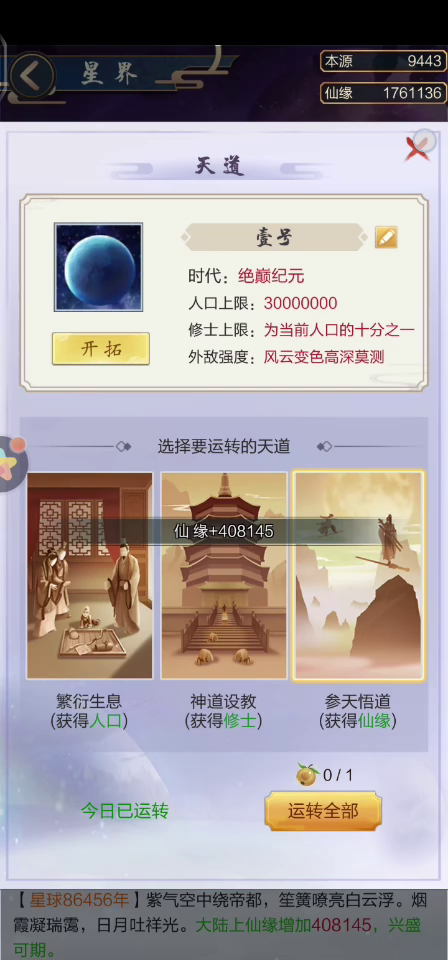 星界
本源 9443
仙缘 1761136
天道
壹号
时代：绝巅纪元
人口上限：30000000
修士上限：为当前人口的十分之一
外敌强度：风云变色高深莫测
开拓
选择要运转的天道
仙缘+408145
繁衍生息 神道设教 参天悟道
(获得人口) (获得修士) (获得仙缘)
0/1
今日已运转 运转全部
【星球86456年】紫气空中绕帝都，笙簧嘹亮白云浮。烟
霞凝瑞霭，日月吐祥光。大陆上仙缘增加408145，兴盛
可期。